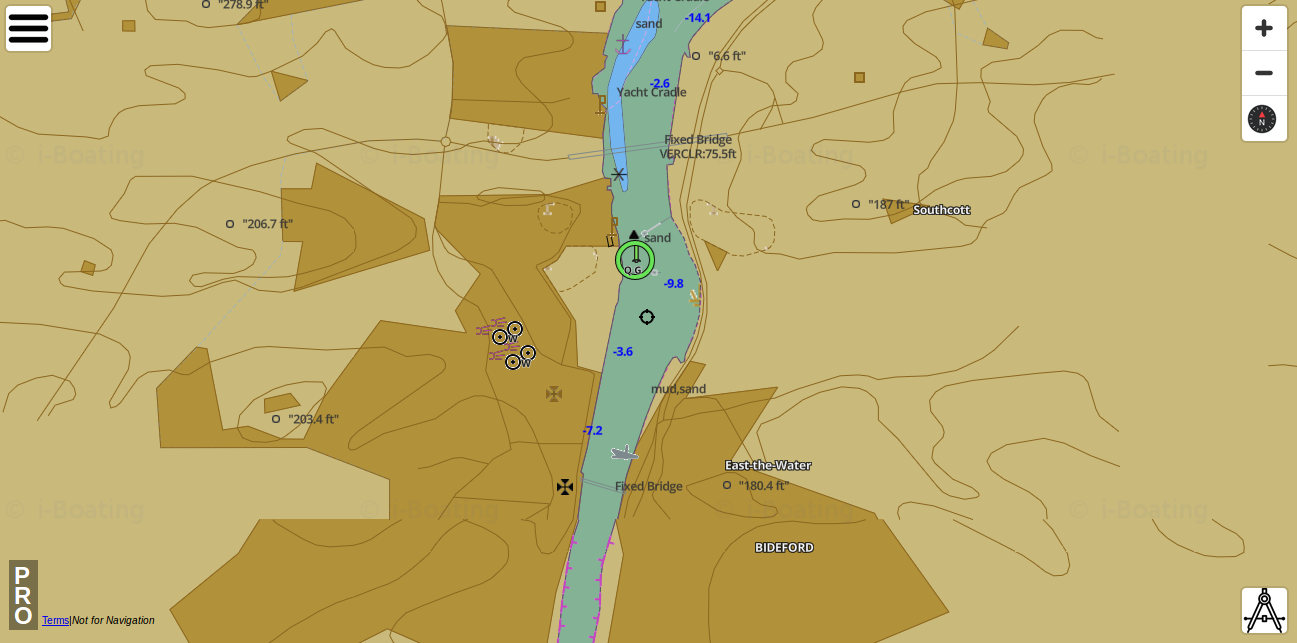 "278.9 ft"
Yacht Cradle
-14.1
sand
"6.6 ft"
-2.6
Yacht Cradle
Fixed Bridge
VERCLR:75.5ft
© i-Boating
© i-Boating
i-Boating
© i-Boating
"187 ft"
Southcott
"206.7 ft"
sand
Q.G.
-9.8
W
-3.6
W
mud,sand
"203.4 ft"
-7.2
East-the-Water
Fixed Bridge
"180.4 ft"
© i-Boating
© i-Boating
i-Boating
© i-Boating
BIDEFORD
PRO
Terms|Not for Navigation
N